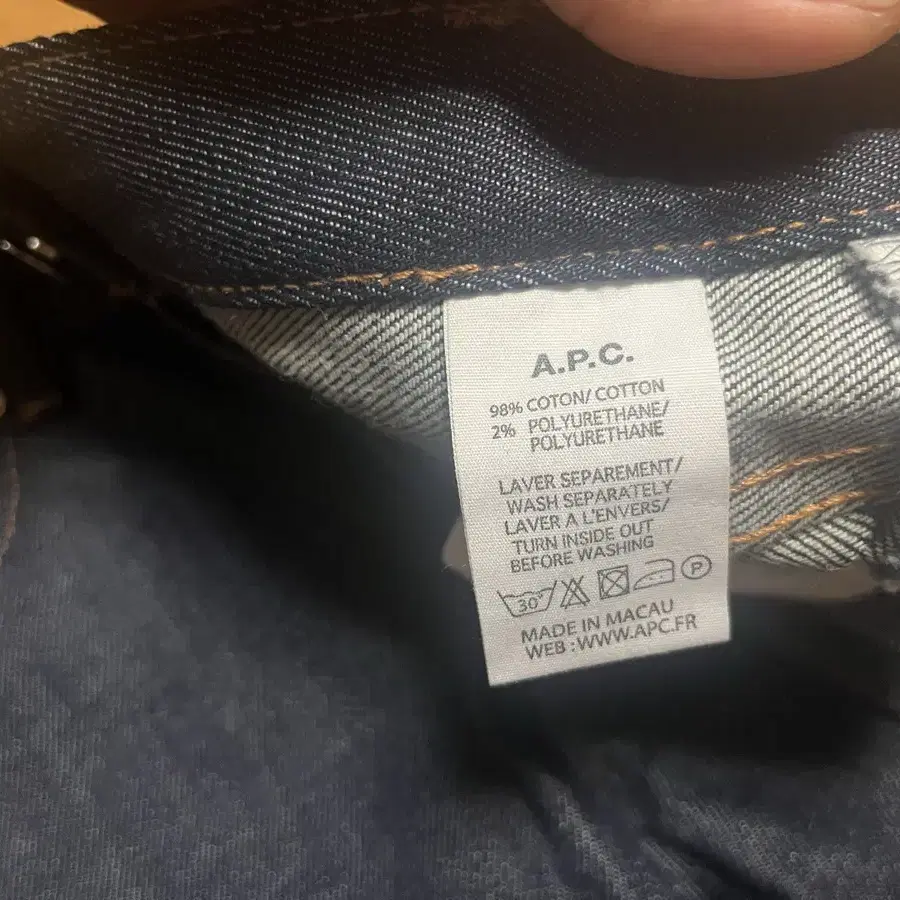 A.P.C.
98% COTON/ COTTON
2% POLYURETHANE/
POLYURETHANE
LAVER SEPAREMENT/
WASH SEPARATELY
LAVER A L'ENVERS/
TURN INSIDE OUT
BEFORE WASHING
30° P
MADE IN MACAU
WEB :WWW.APC.FR